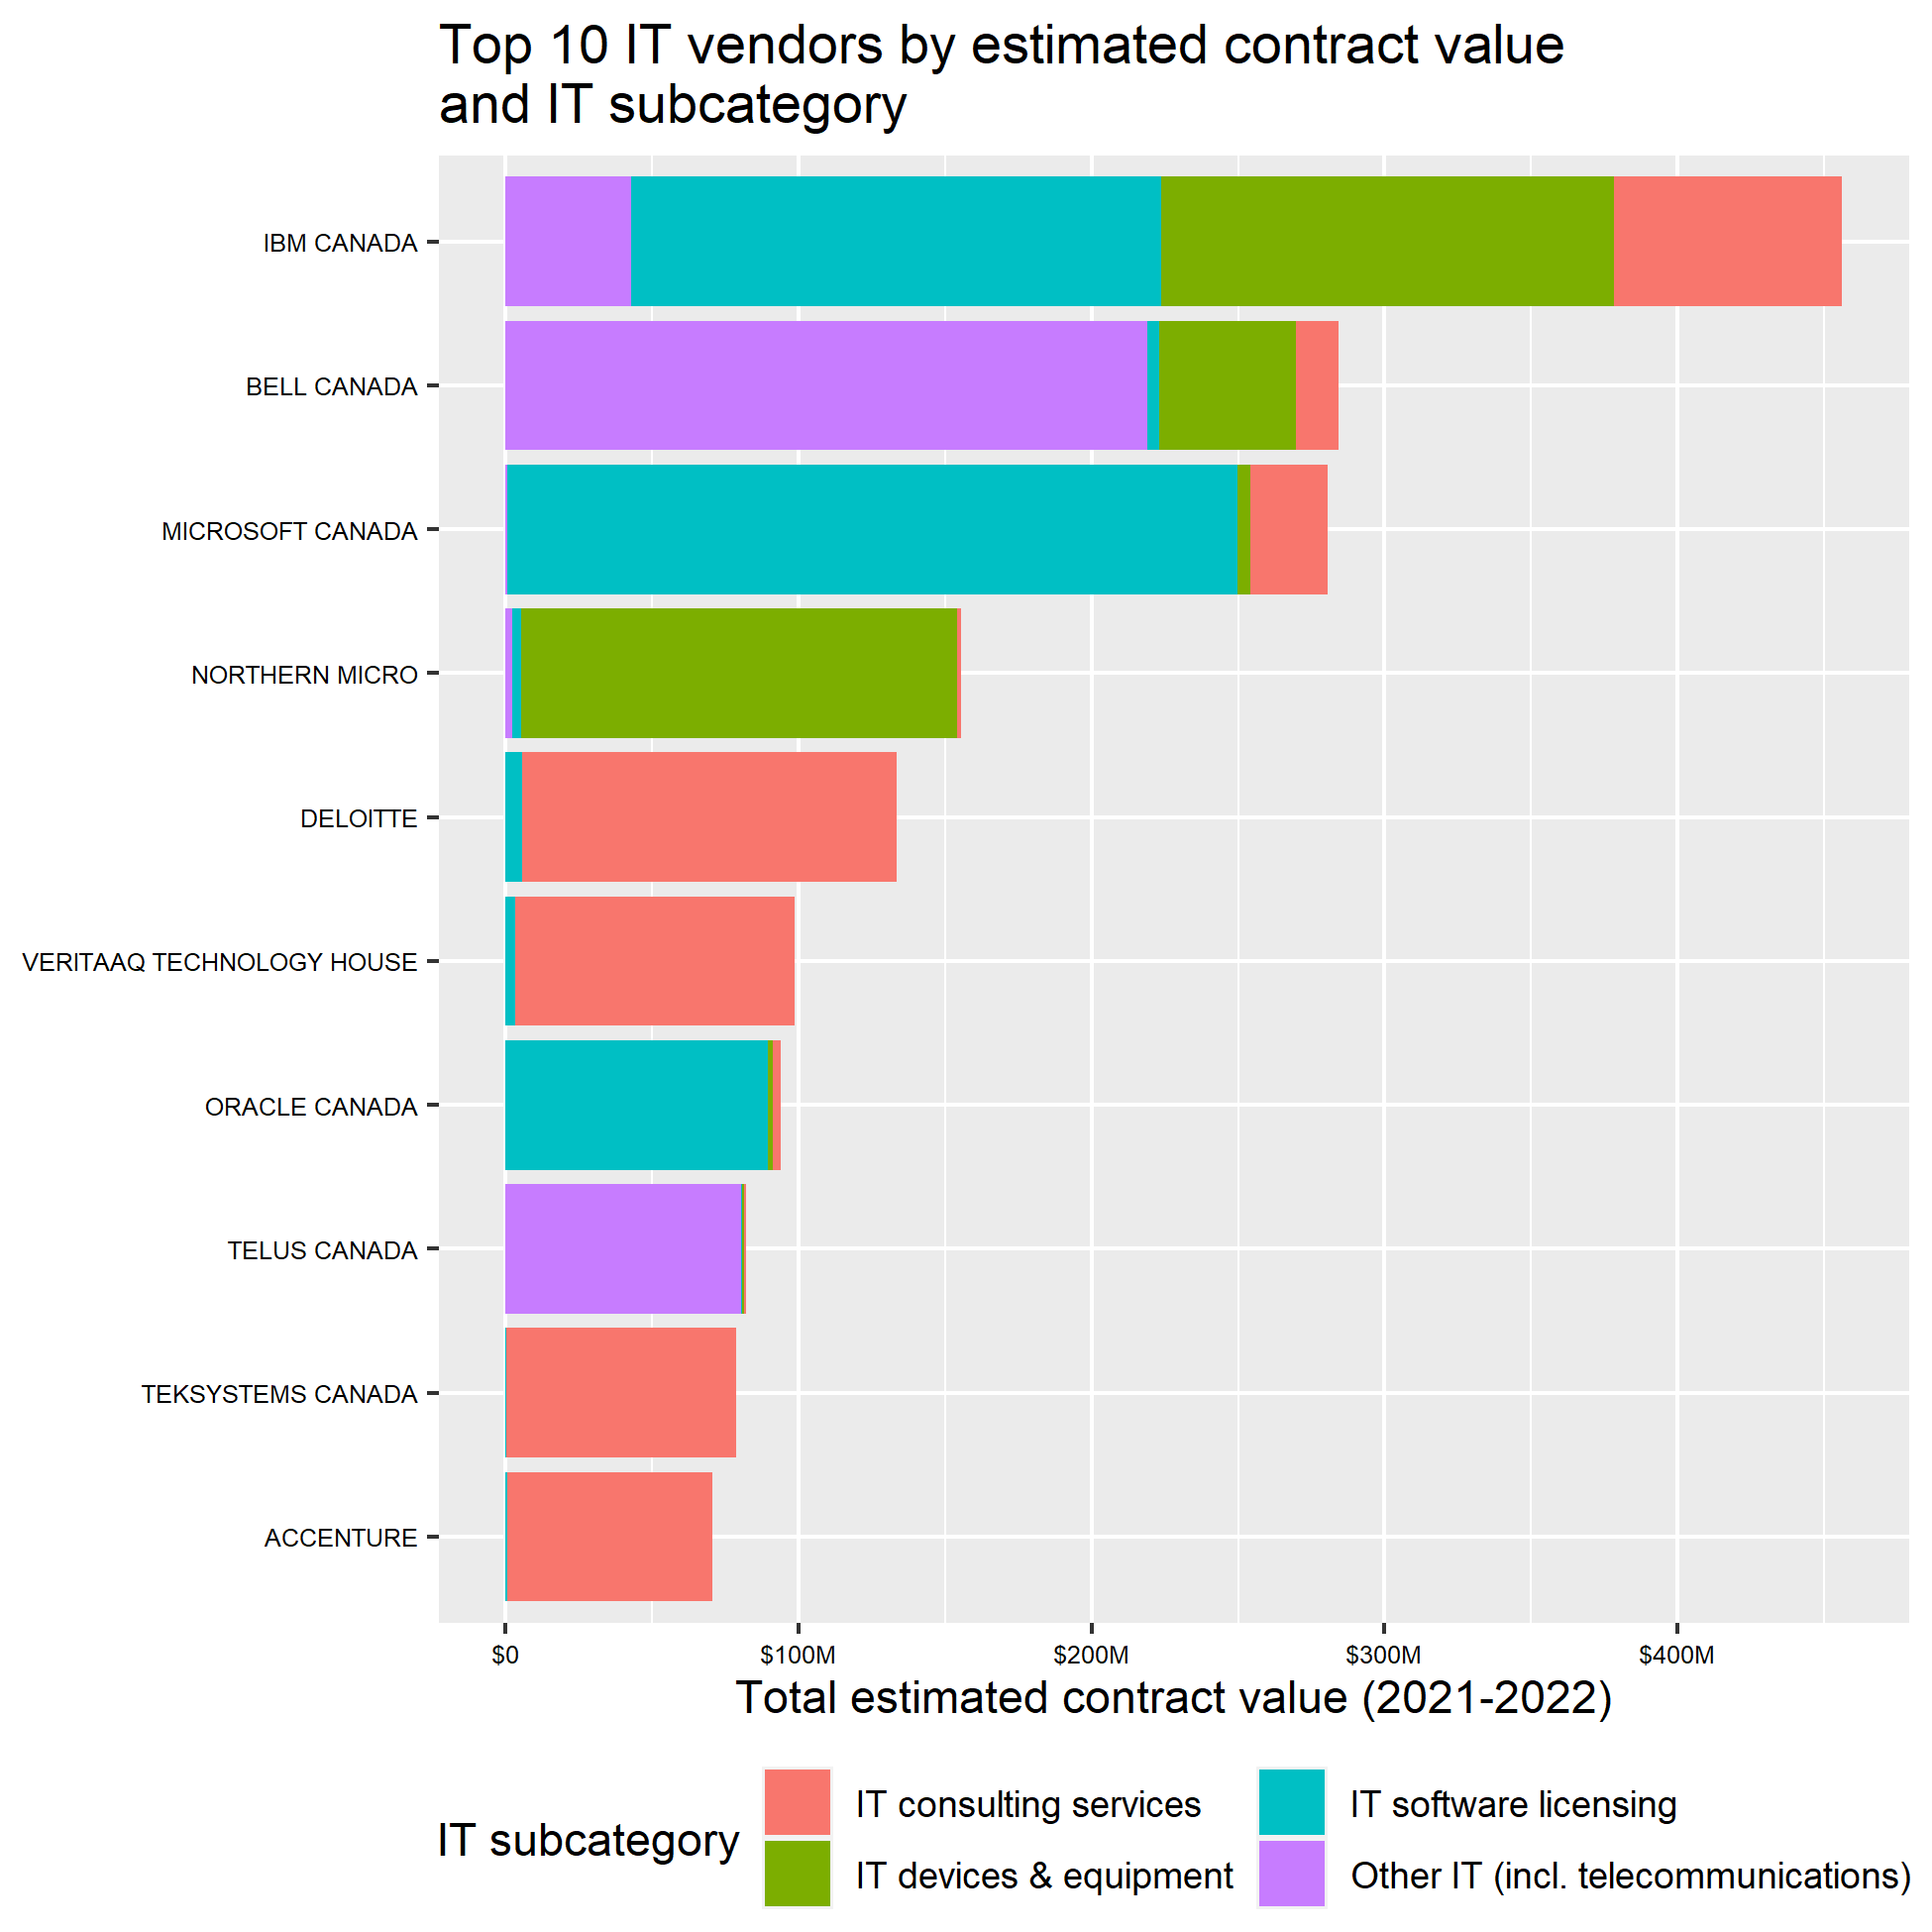 Top 10 IT vendors by estimated contract value
and IT subcategory
IBM CANADA
BELL CANADA
MICROSOFT CANADA
NORTHERN MICRO
DELOITTE
VERITAAQ TECHNOLOGY HOUSE
ORACLE CANADA
TELUS CANADA
TEKSYSTEMS CANADA
ACCENTURE
$0 $100M $200M $300M $400M
Total estimated contract value (2021-2022)
IT subcategory
IT consulting services
IT devices & equipment
IT software licensing
Other IT (incl. telecommunications)